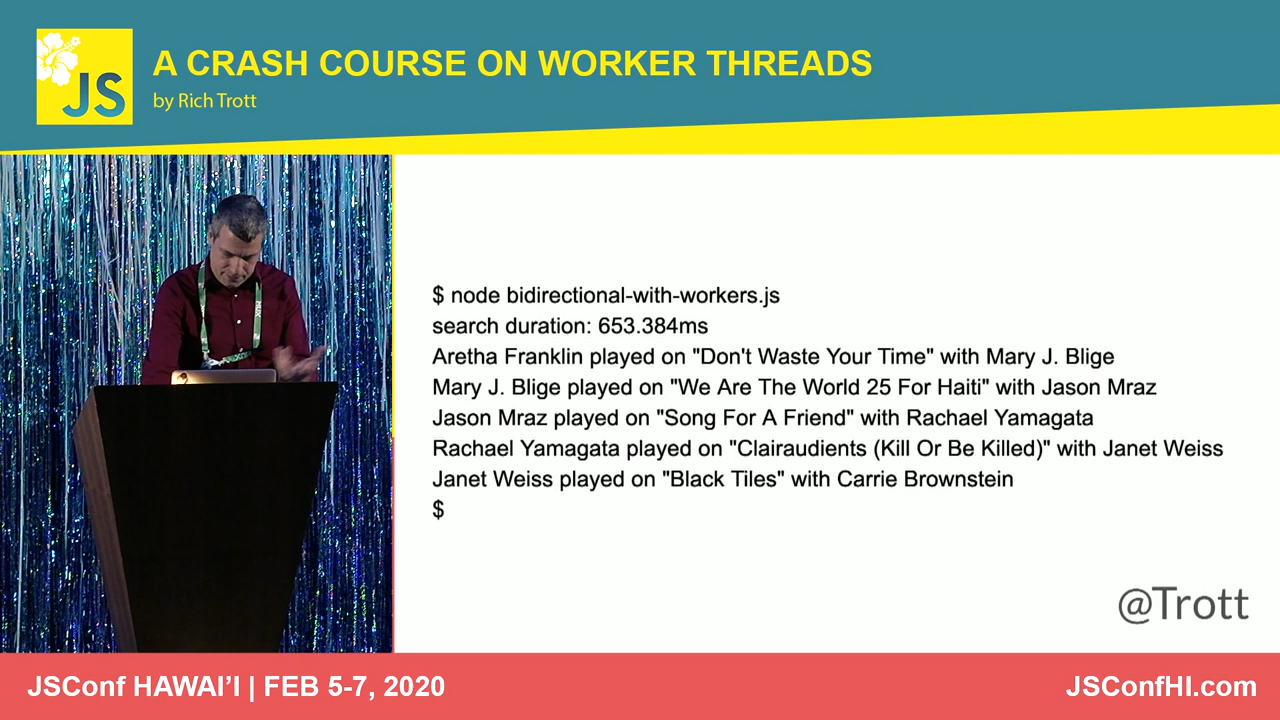 JS
A CRASH COURSE ON WORKER THREADS
by Rich Trott
$ node bidirectional-with-workers.js
search duration: 653.384ms
Aretha Franklin played on "Don't Waste Your Time" with Mary J. Blige
Mary J. Blige played on "We Are The World 25 For Haiti" with Jason Mraz
Jason Mraz played on "Song For A Friend" with Rachael Yamagata
Rachael Yamagata played on "Clairaudients (Kill Or Be Killed)" with Janet Weiss
Janet Weiss played on "Black Tiles" with Carrie Brownstein
$
@Trott
JSConf HAWAI’I | FEB 5-7, 2020
JSConfHI.com